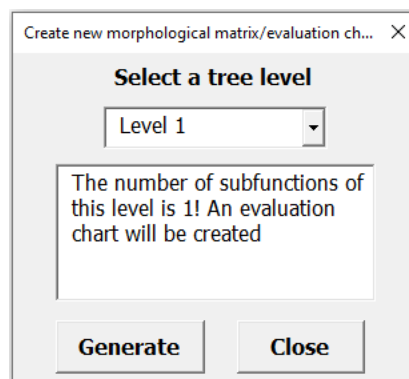 Create new morphological matrix/evaluation ch...
Select a tree level
Level 1
The number of subfunctions of
this level is 1! An evaluation
chart will be created
Generate
Close